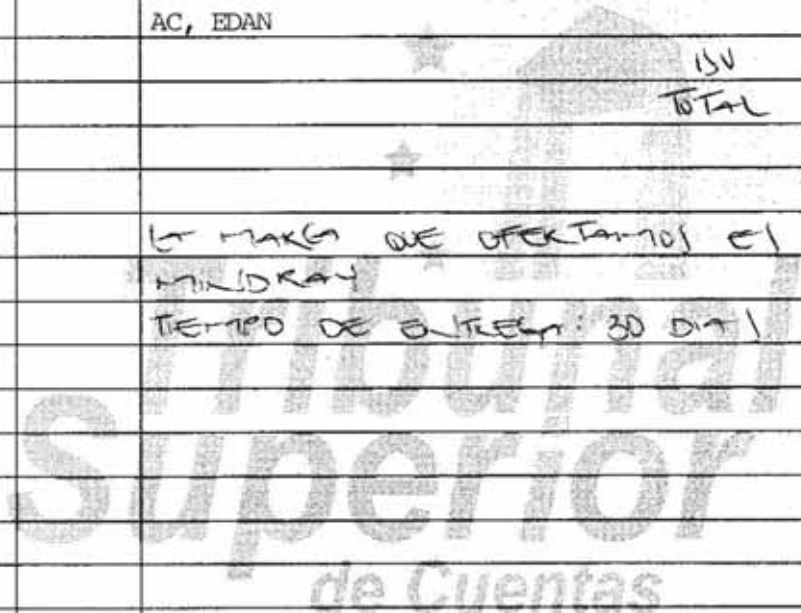 AC, EDAN
ISV
TOTAL
LA MARCA QUE OFERTAMOS ES
MINDRAY
TIEMPO DE ENTREGA: 30 DIAS
Tribunal
Superior
de Cuentas